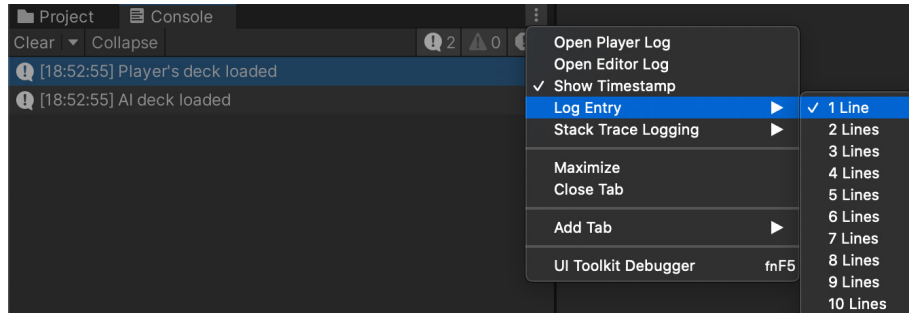 Project Console
Clear Collapse 2 0
[18:52:55] Player's deck loaded
[18:52:55] AI deck loaded
Open Player Log
Open Editor Log
✓ Show Timestamp
Log Entry ▶
Stack Trace Logging ▶
Maximize
Close Tab
Add Tab ▶
UI Toolkit Debugger fnF5
✓ 1 Line
2 Lines
3 Lines
4 Lines
5 Lines
6 Lines
7 Lines
8 Lines
9 Lines
10 Lines